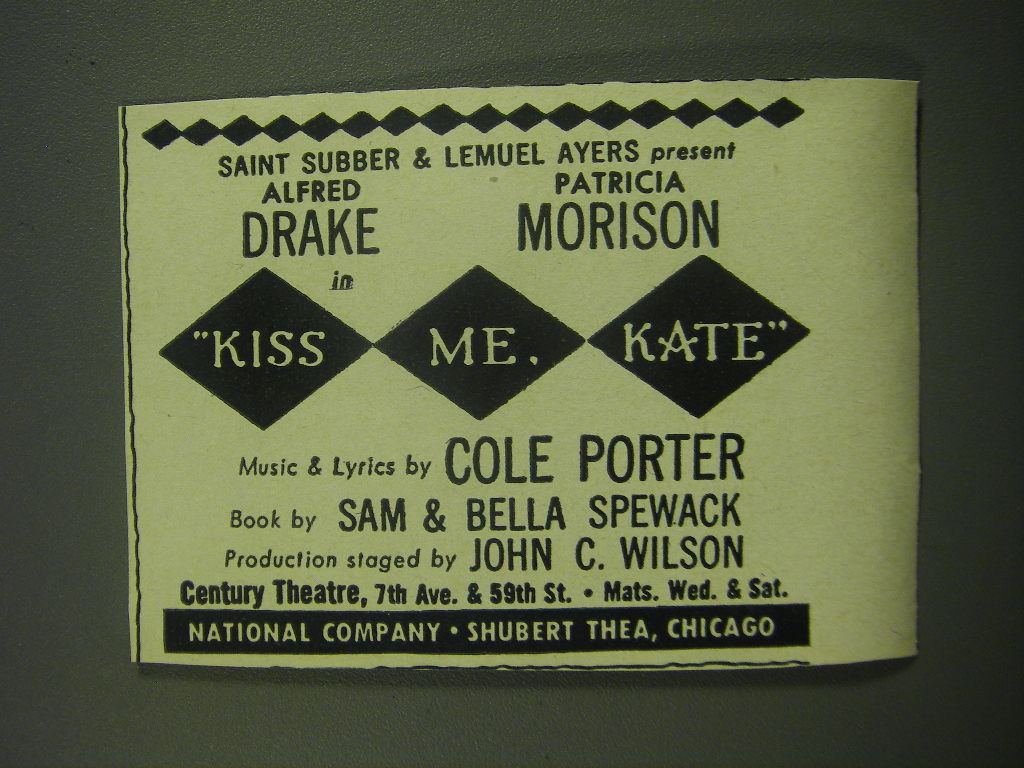 SAINT SUBBER & LEMUEL AYERS present
ALFRED PATRICIA
DRAKE MORISON
in
"KISS ME, KATE"
Music & Lyrics by COLE PORTER
Book by SAM & BELLA SPEWACK
Production staged by JOHN C. WILSON
Century Theatre, 7th Ave. & 59th St. • Mats. Wed. & Sat.
NATIONAL COMPANY • SHUBERT THEA, CHICAGO